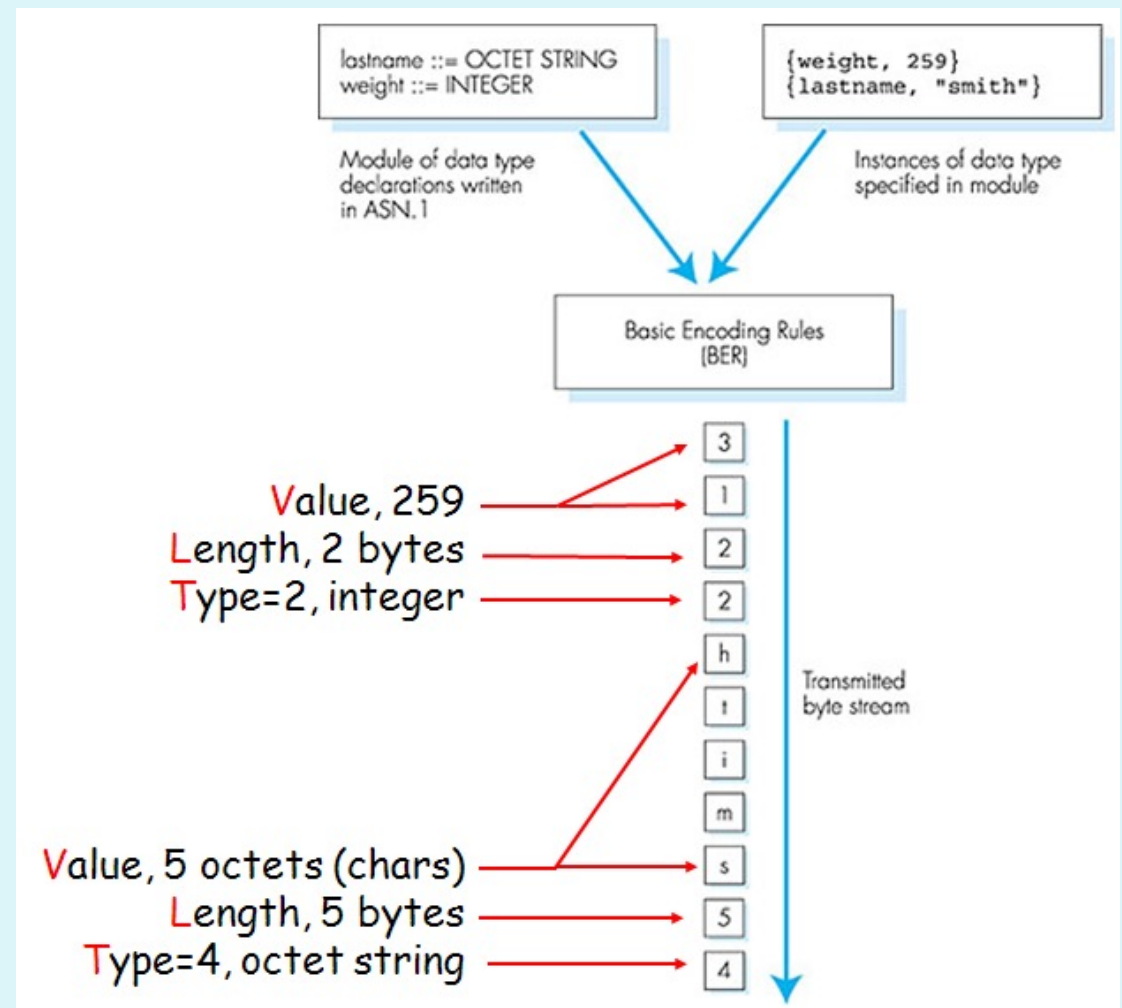 lastname ::= OCTET STRING
weight ::= INTEGER
{weight, 259}
{lastname, "smith"}
Module of data type
declarations written
in ASN.1
Instances of data type
specified in module
Basic Encoding Rules
(BER)
3
Value, 259
1
Length, 2 bytes
2
Type=2, integer
2
h
Transmitted
byte stream
t
i
m
Value, 5 octets (chars)
s
Length, 5 bytes
5
Type=4, octet string
4